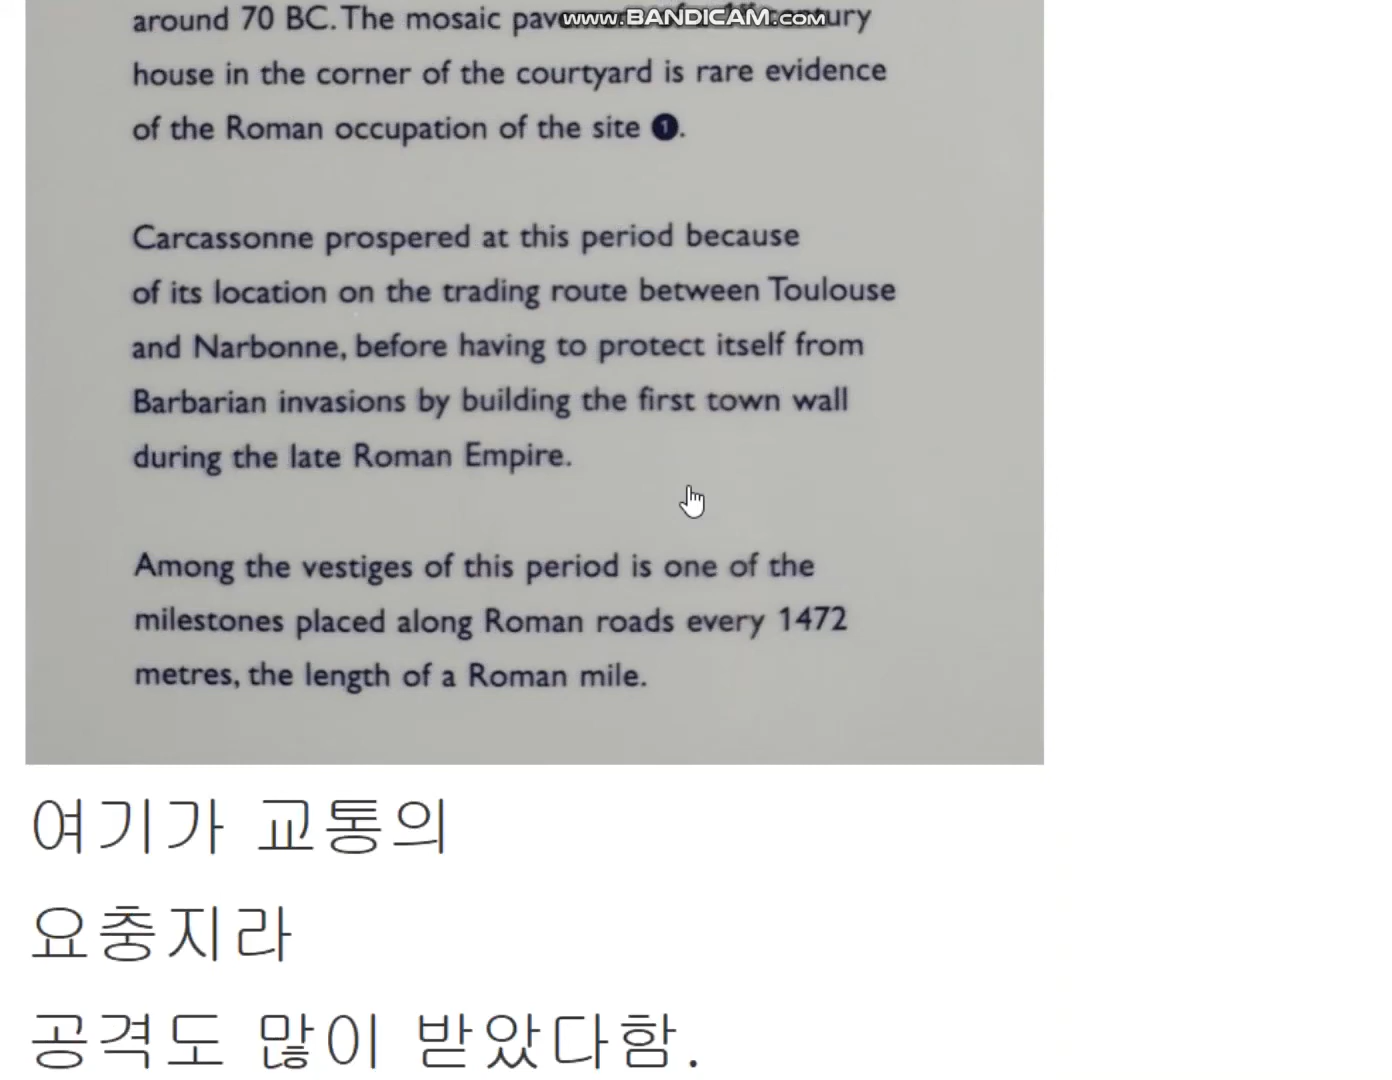 around 70 BC. The mosaic
www.BANDICAM.com
house in the corner of the courtyard is rare evidence
of the Roman occupation of the site 1.
Carcassonne prospered at this period because
of its location on the trading route between Toulouse
and Narbonne, before having to protect itself from
Barbarian invasions by building the first town wall
during the late Roman Empire.
Among the vestiges of this period is one of the
milestones placed along Roman roads every 1472
metres, the length of a Roman mile.
여기가 교통의
요충지라
공격도 많이 받았다함.